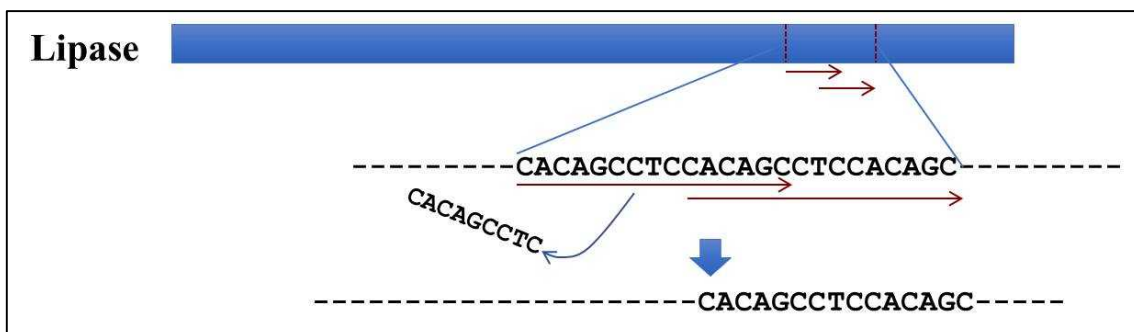 Lipase
---------CACAGCCTCCACAGCCTCCACAGC---------
CACAGCCTC
---------------------CACAGCCTCCACAGC-----